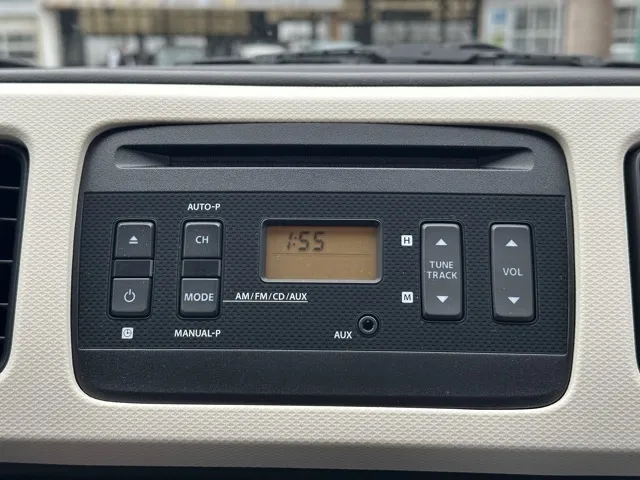 AUTO-P
CH
1:55
H
TUNE
TRACK
VOL
MODE
AM/FM/CD/AUX
M
MANUAL-P
AUX